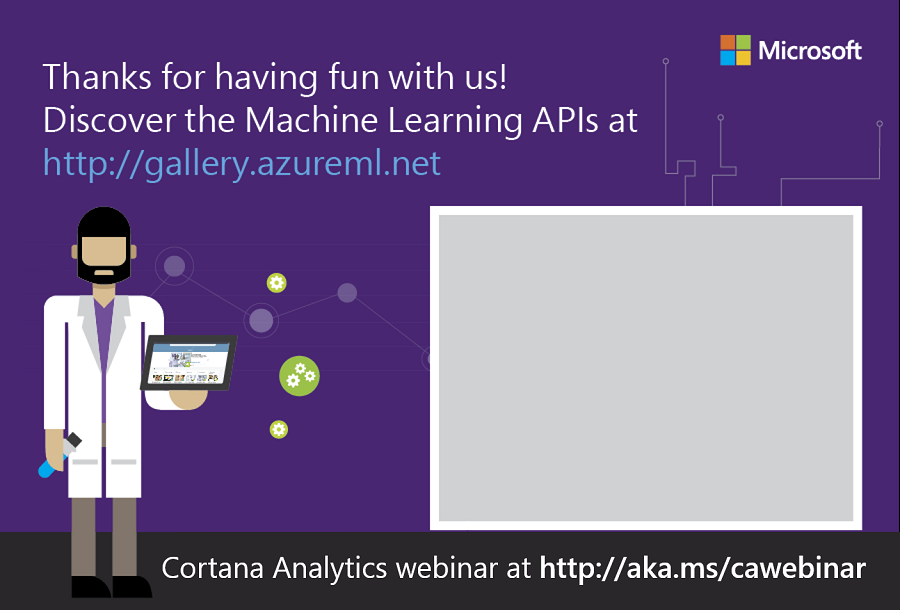 Microsoft
Thanks for having fun with us!
Discover the Machine Learning APIs at
http://gallery.azureml.net
Cortana Analytics webinar at http://aka.ms/cawebinar